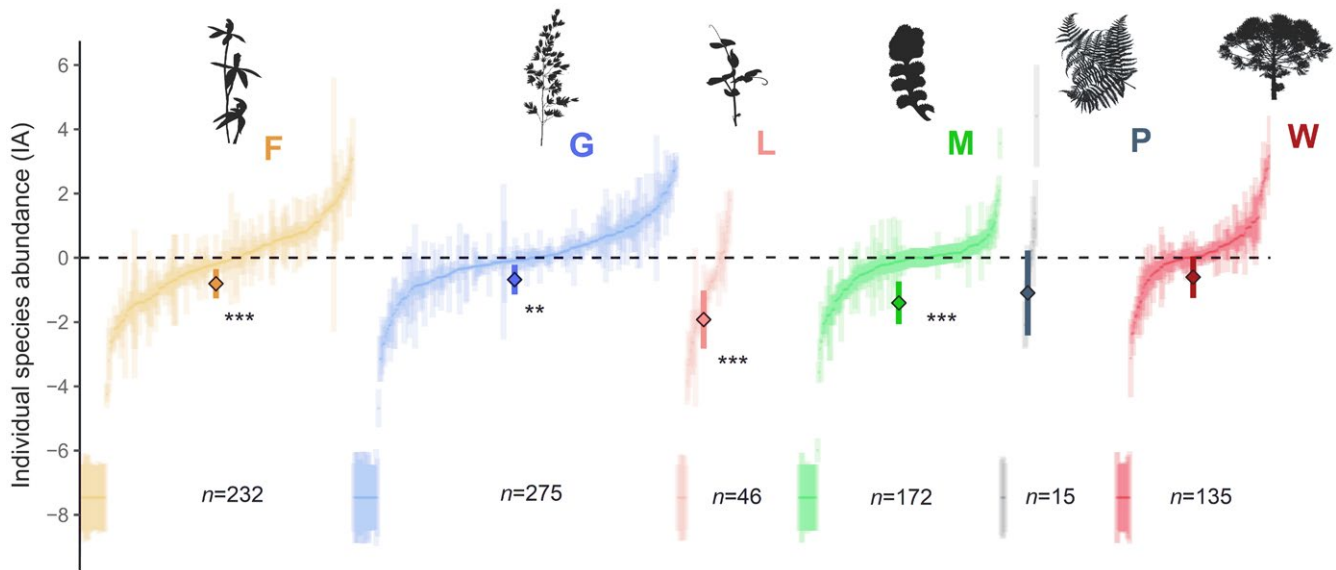 Individual species abundance (IA)
6
4
2
0
−2
−4
−6
−8
F
G
L
M
P
W
***
**
***
***
n=232
n=275
n=46
n=172
n=15
n=135